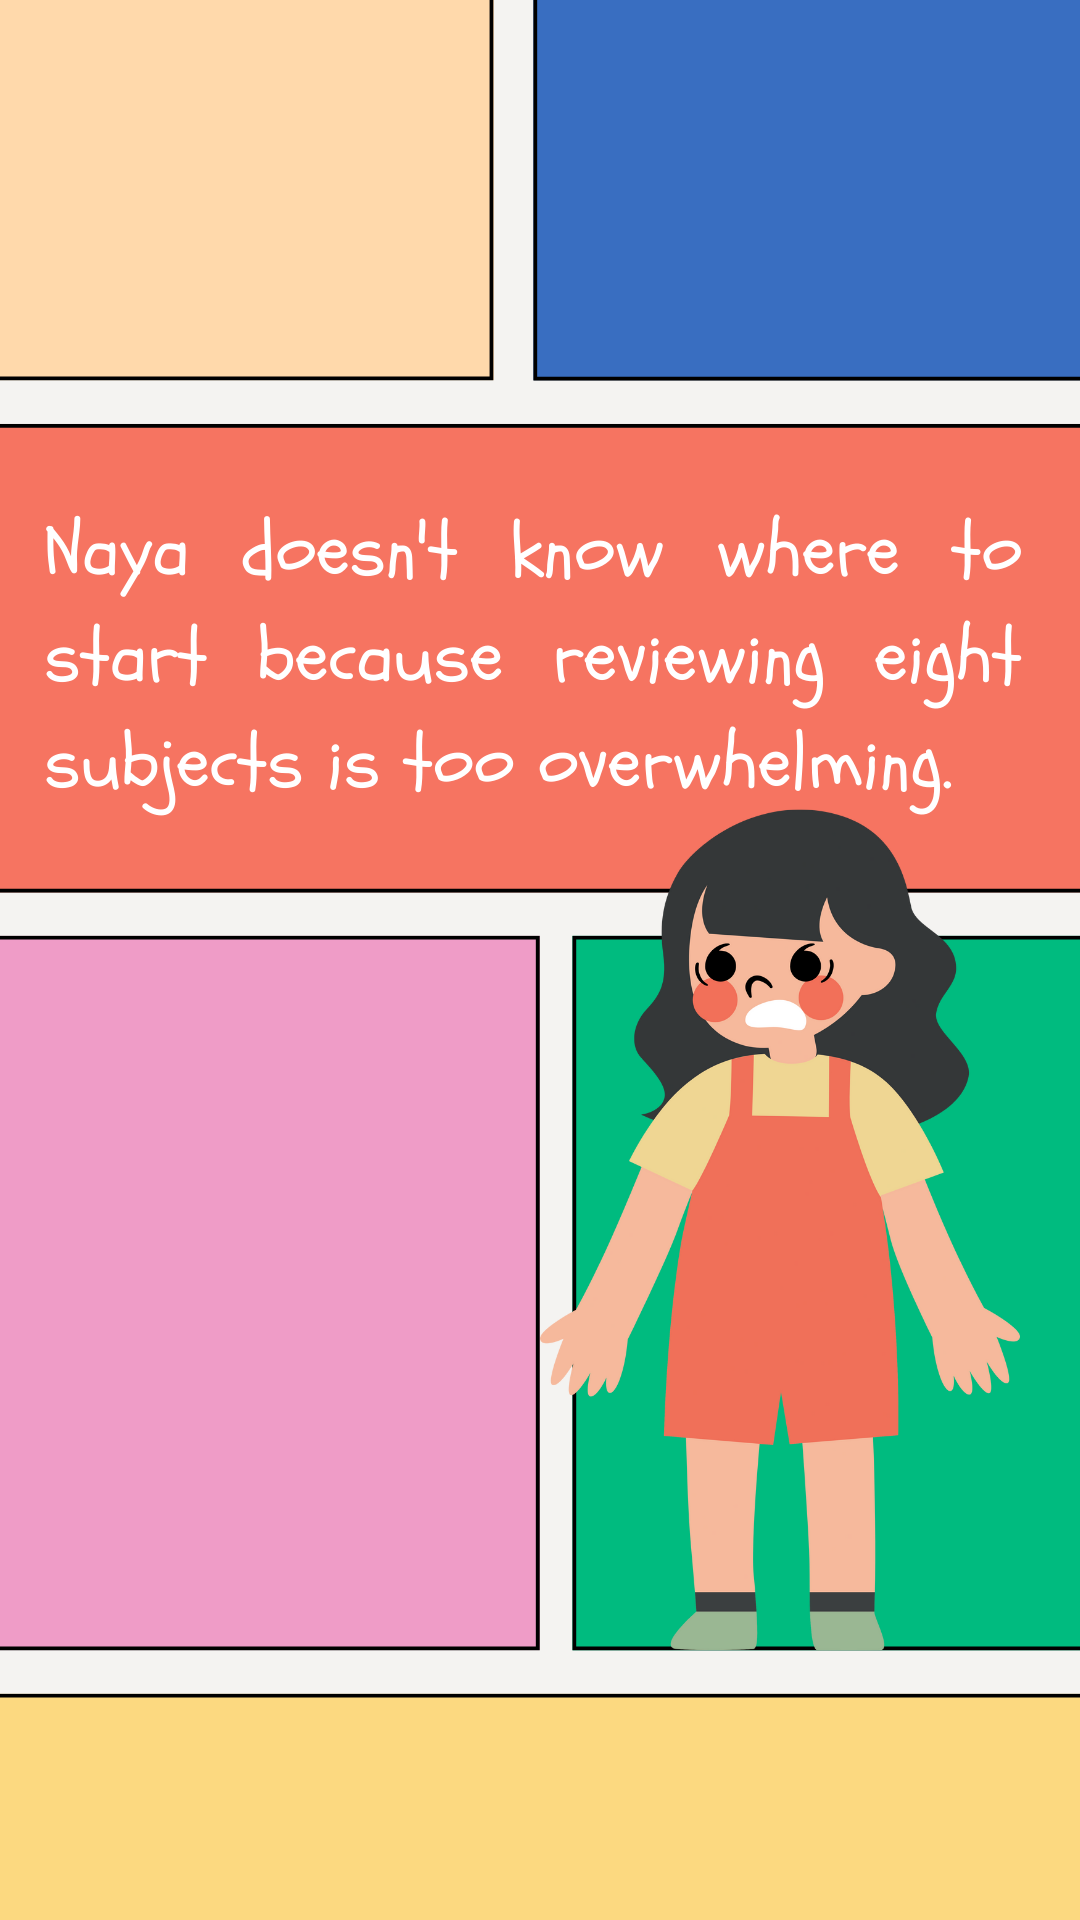 Naya doesn't know where to
start because reviewing eight
subjects is too overwhelming.